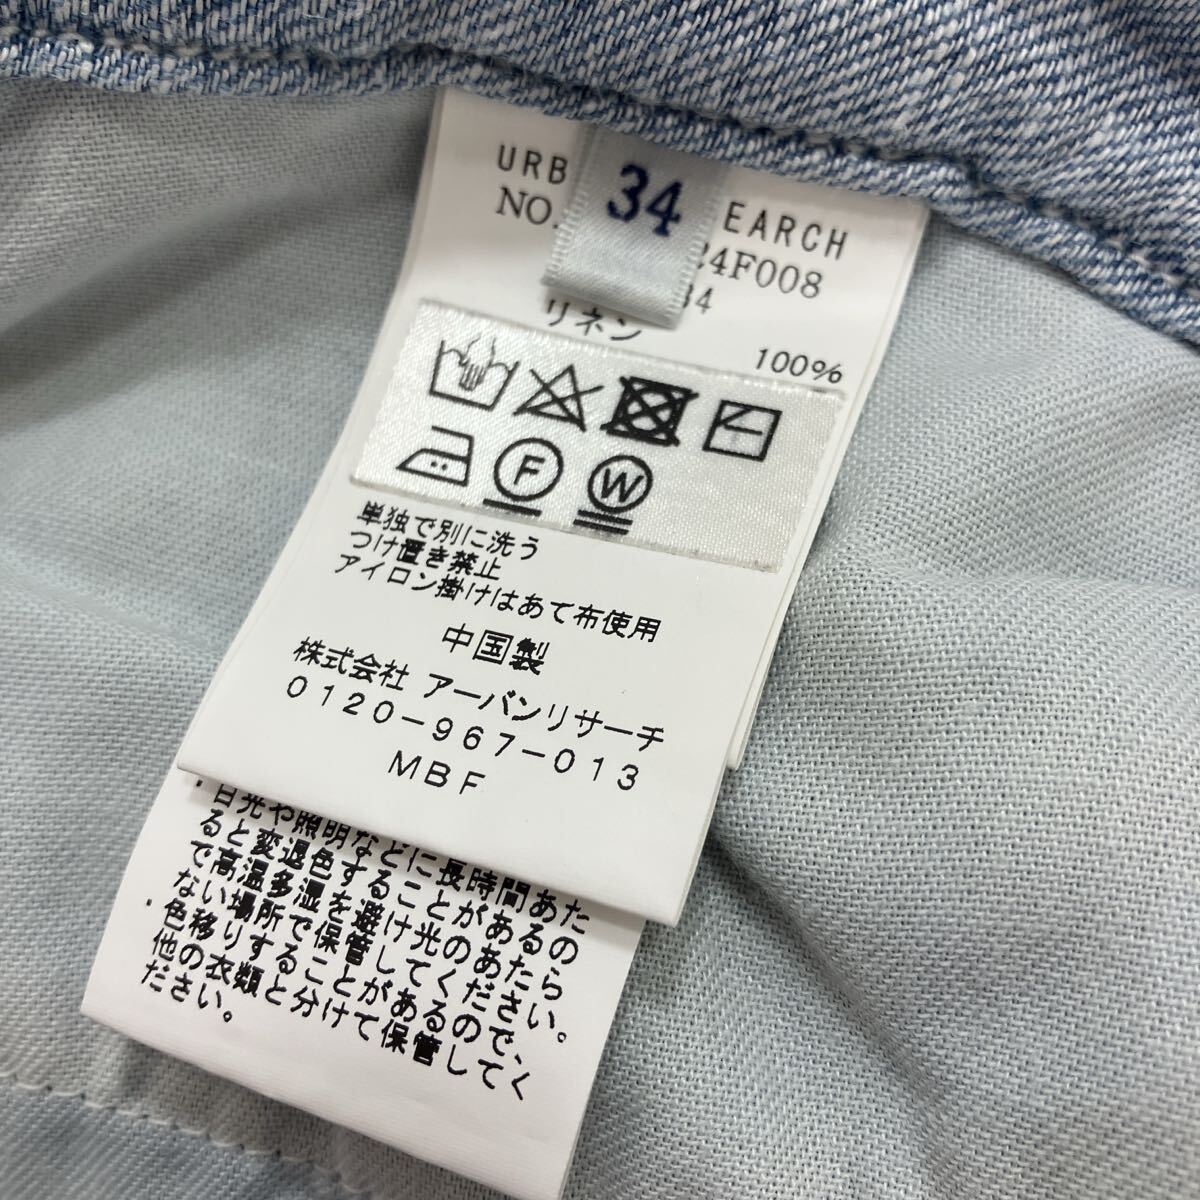 34
URB EARCH
NO. 24F008
34
リネン 100%
F W
単独で別に洗う
つけ置き禁止
アイロン掛けはあて布使用
中国製
株式会社 アーバンリサーチ
0120-967-013
MBF
・日光や照明などに長時間あた
ると変退色することがあるの
で高温多湿を避け光のあたら
ない場所で保管してください。
・色移りすることがあるので、
他の衣類と分けて保管してく
ださい。